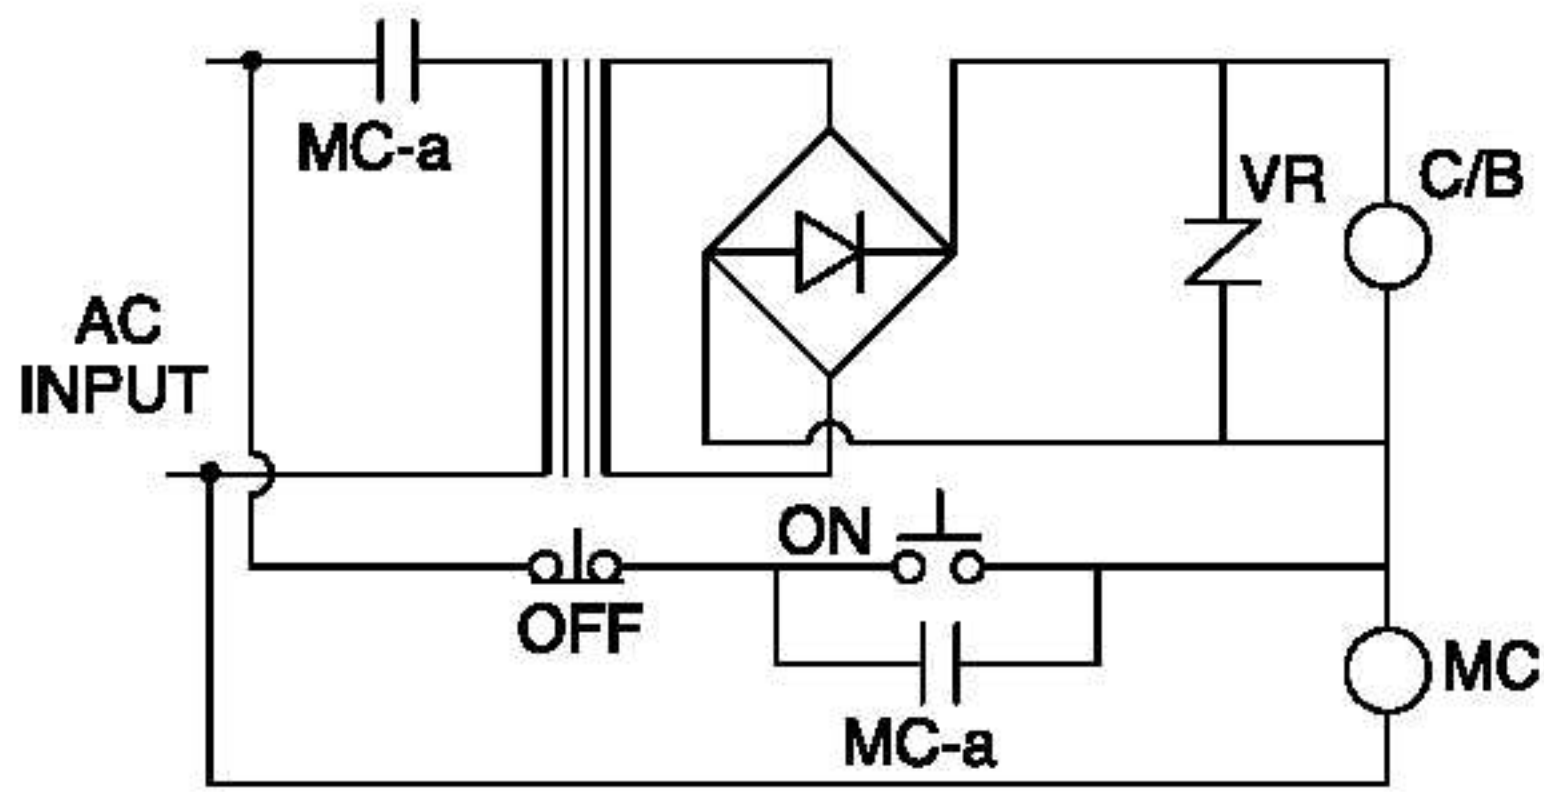 MC-a
VR
C/B
AC
INPUT
ON
OFF
MC
MC-a